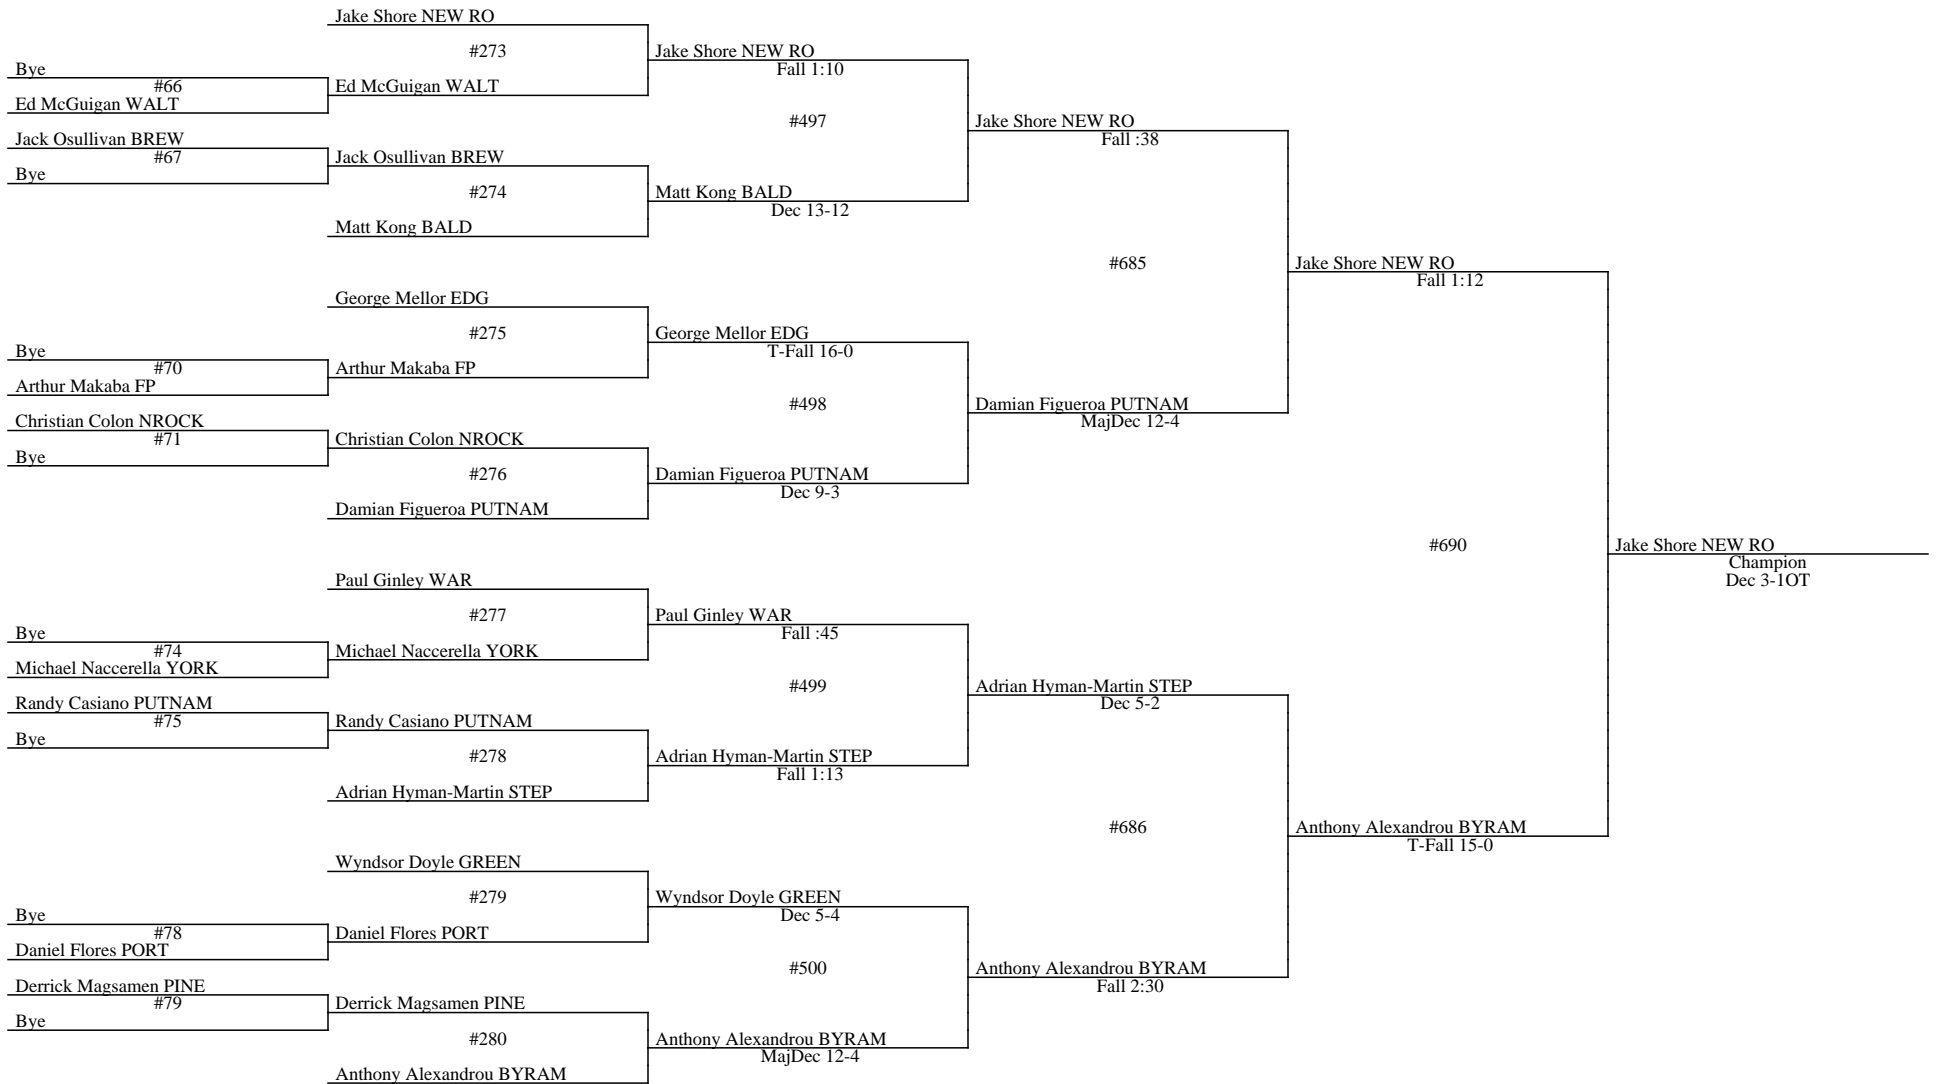 Jake Shore NEW RO
#273
Jake Shore NEW RO
Fall 1:10
Bye
#66
Ed McGuigan WALT
Ed McGuigan WALT
#497
Jake Shore NEW RO
Fall :38
Jack Osullivan BREW
#67
Bye
Jack Osullivan BREW
#274
Matt Kong BALD
Dec 13-12
Matt Kong BALD
#685
Jake Shore NEW RO
Fall 1:12
George Mellor EDG
#275
George Mellor EDG
T-Fall 16-0
Bye
#70
Arthur Makaba FP
Arthur Makaba FP
#498
Damian Figueroa PUTNAM
MajDec 12-4
Christian Colon NROCK
#71
Bye
Christian Colon NROCK
#276
Damian Figueroa PUTNAM
Dec 9-3
Damian Figueroa PUTNAM
#690
Jake Shore NEW RO
Champion
Dec 3-1OT
Paul Ginley WAR
#277
Paul Ginley WAR
Fall :45
Bye
#74
Michael Naccerella YORK
Michael Naccerella YORK
#499
Adrian Hyman-Martin STEP
Dec 5-2
Randy Casiano PUTNAM
#75
Bye
Randy Casiano PUTNAM
#278
Adrian Hyman-Martin STEP
Fall 1:13
Adrian Hyman-Martin STEP
#686
Anthony Alexandrou BYRAM
T-Fall 15-0
Wyndsor Doyle GREEN
#279
Wyndsor Doyle GREEN
Dec 5-4
Bye
#78
Daniel Flores PORT
Daniel Flores PORT
#500
Anthony Alexandrou BYRAM
Fall 2:30
Derrick Magsamen PINE
#79
Bye
Derrick Magsamen PINE
#280
Anthony Alexandrou BYRAM
MajDec 12-4
Anthony Alexandrou BYRAM